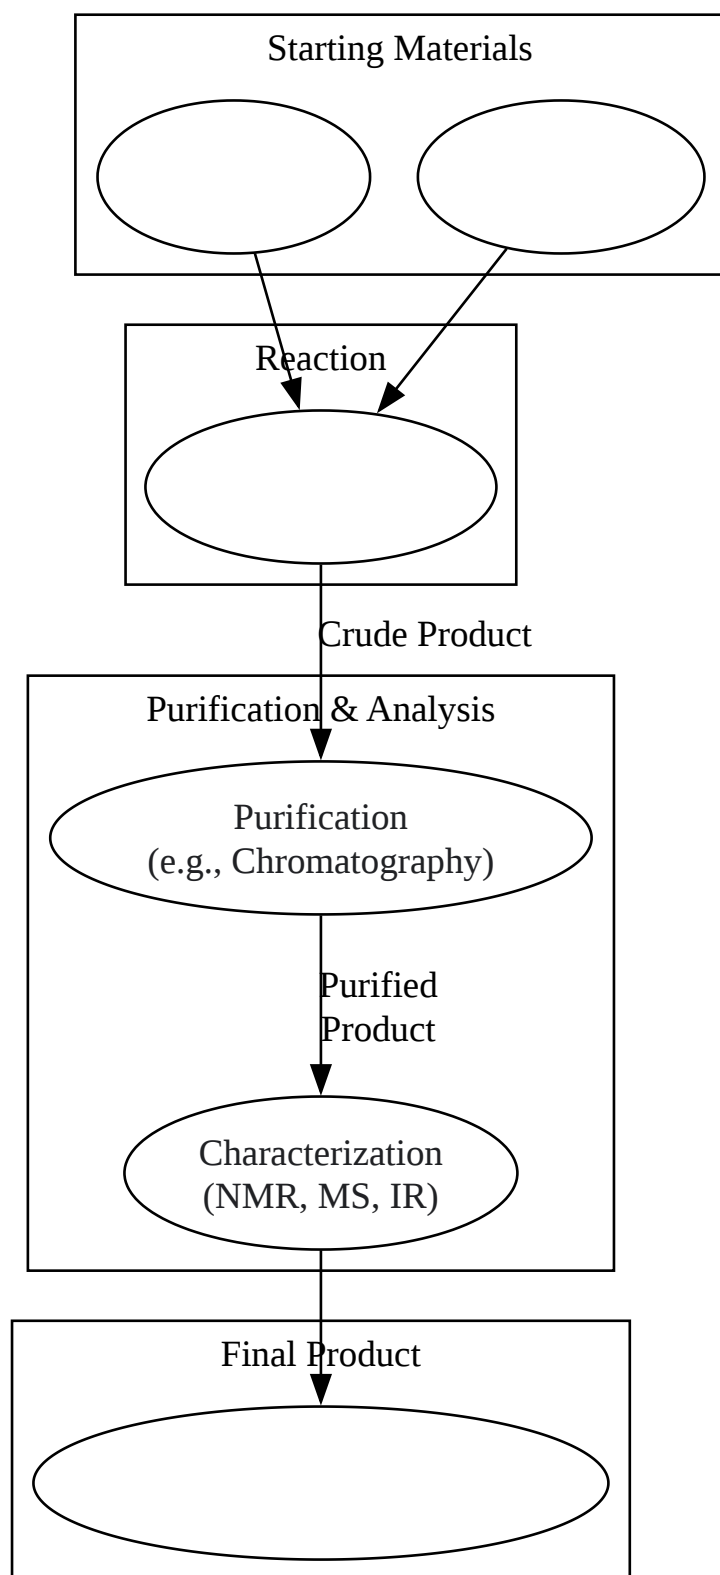 Starting Materials
Reaction
Crude Product
Purification & Analysis
Purification
(e.g., Chromatography)
Purified
Product
Characterization
(NMR, MS, IR)
Final Product